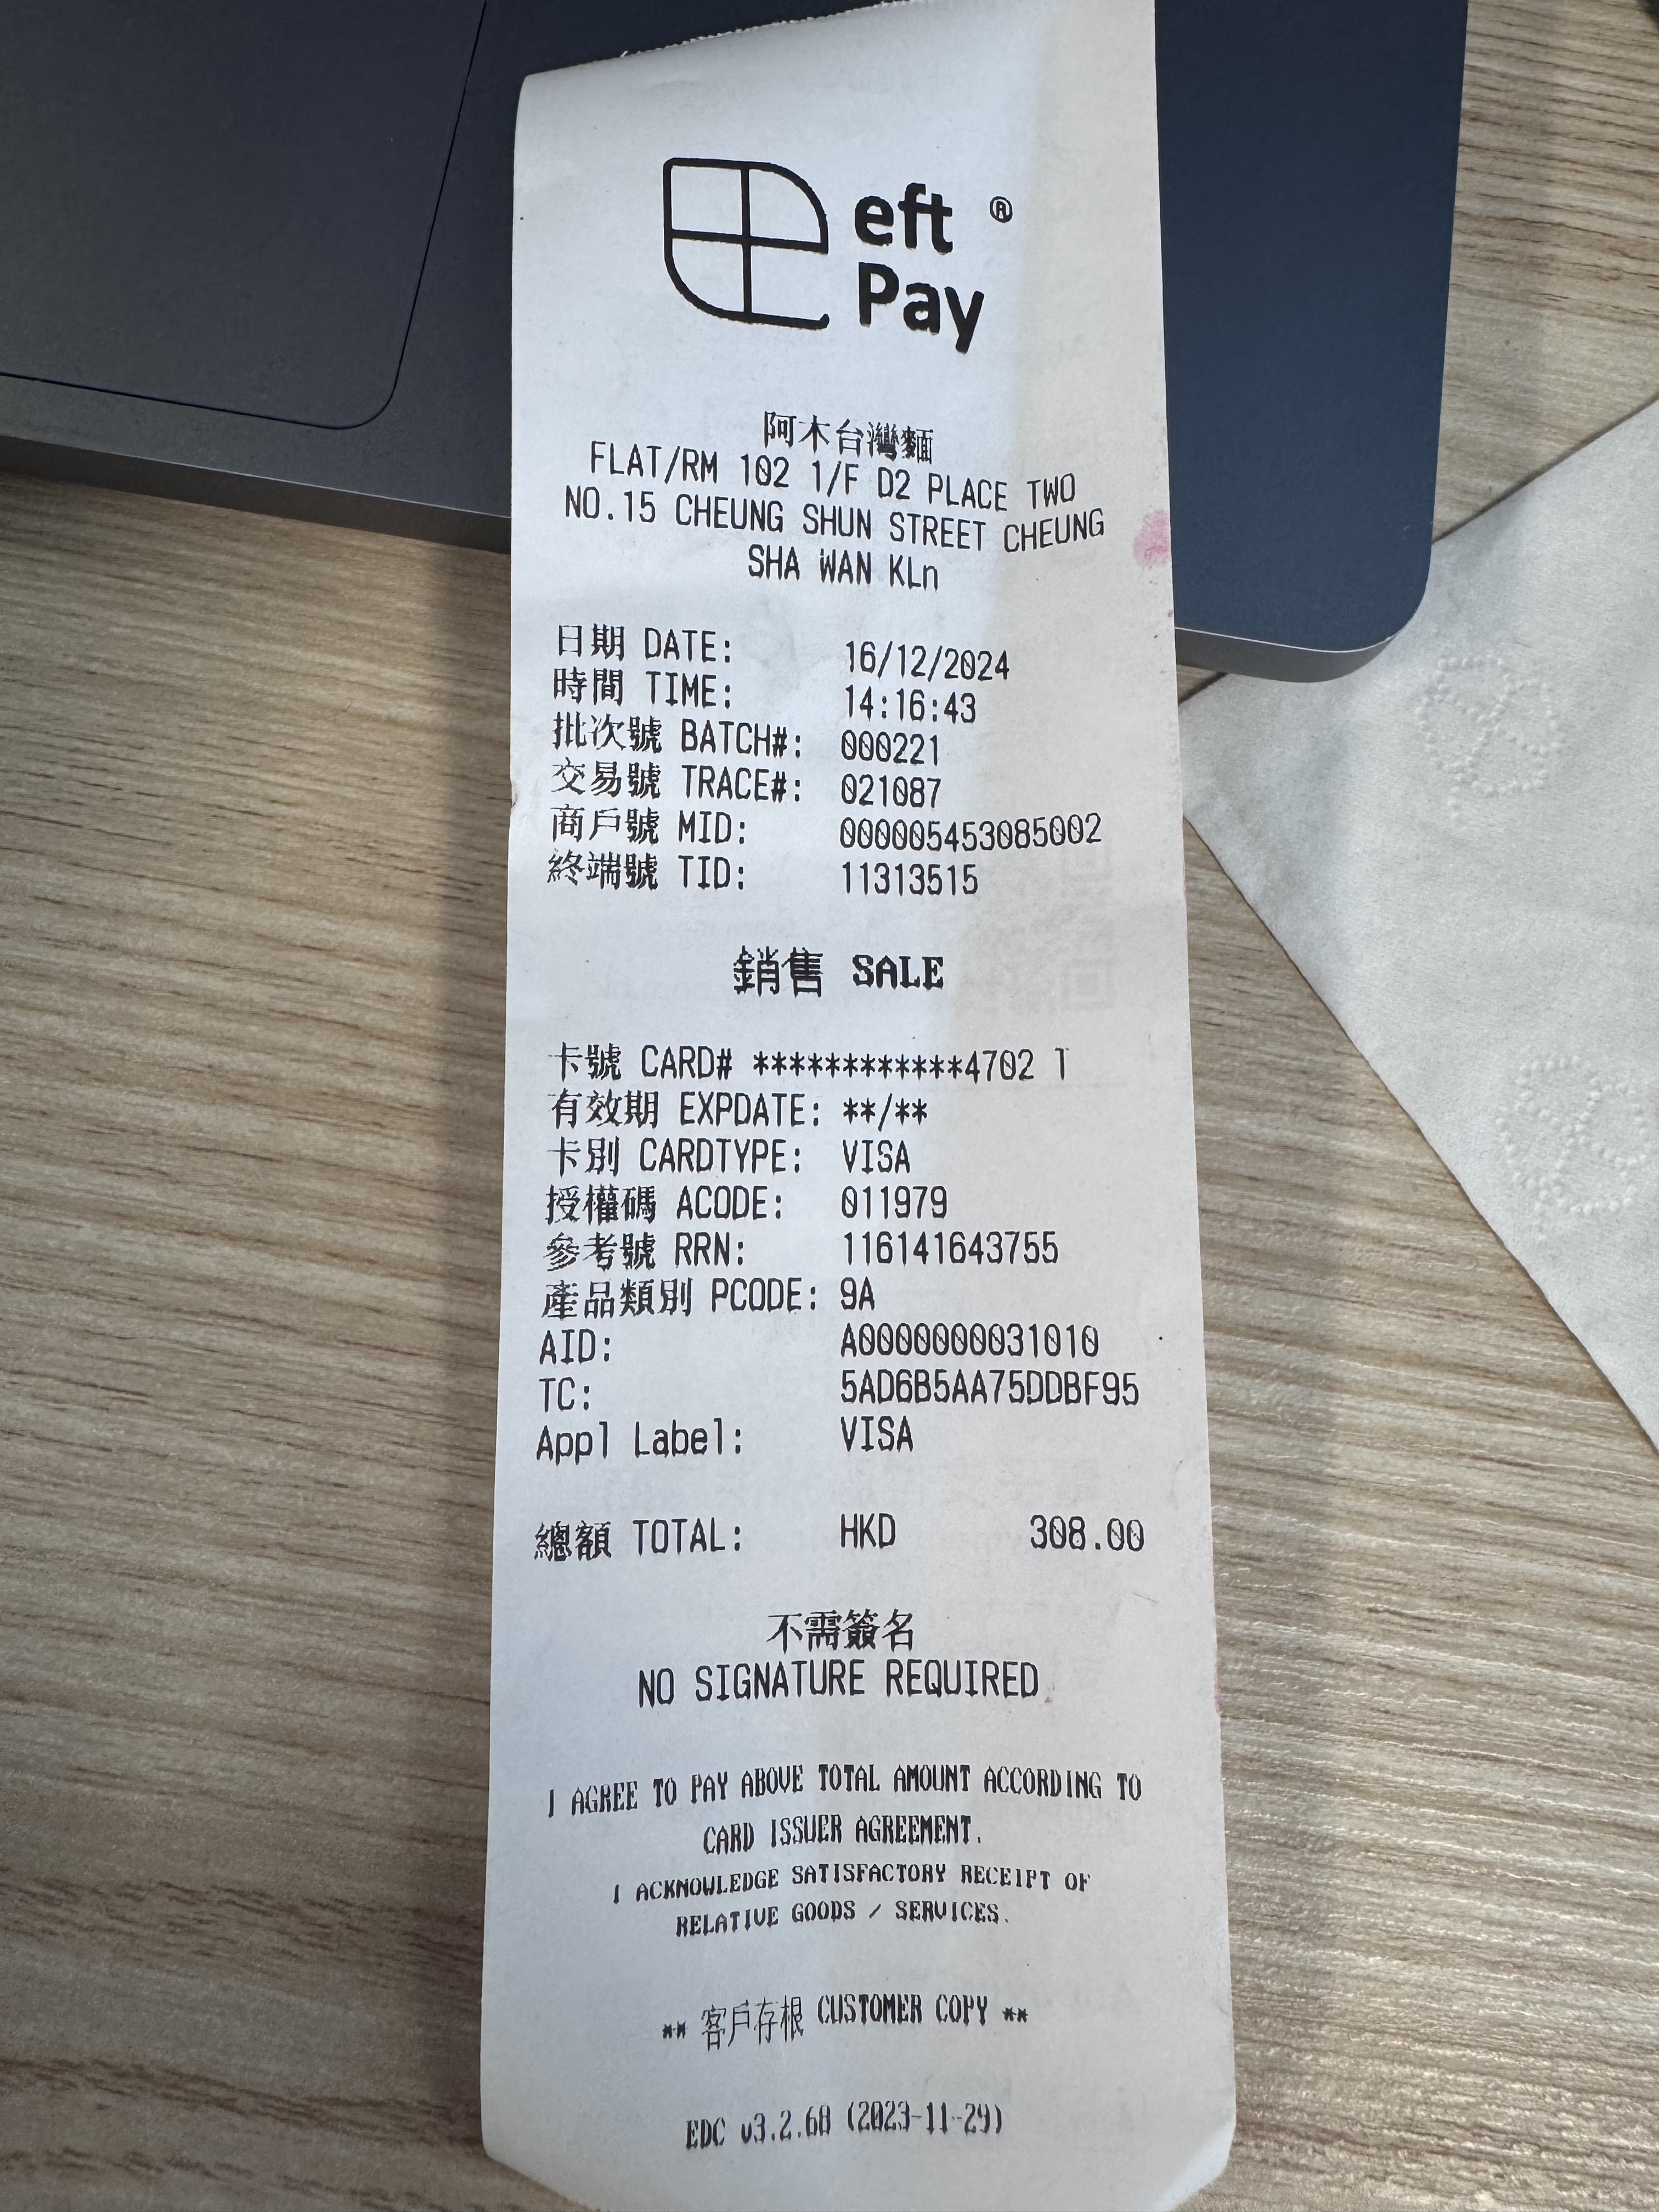 eft ®
Pay
阿木台灣麵
FLAT/RM 102 1/F D2 PLACE TWO
NO.15 CHEUNG SHUN STREET CHEUNG
SHA WAN KLn
日期 DATE: 16/12/2024
時間 TIME: 14:16:43
批次號 BATCH#: 000221
交易號 TRACE#: 021087
商戶號 MID: 000005453085002
終端號 TID: 11313515
銷售 SALE
卡號 CARD# ************4702 T
有效期 EXPDATE: **/**
卡別 CARDTYPE: VISA
授權碼 ACODE: 011979
參考號 RRN: 116141643755
產品類別 PCODE: 9A
AID: A0000000031010
TC: 5AD6B5AA75DDBF95
Appl Label: VISA
總額 TOTAL: HKD 308.00
不需簽名
NO SIGNATURE REQUIRED
I AGREE TO PAY ABOVE TOTAL AMOUNT ACCORDING TO
CARD ISSUER AGREEMENT.
I ACKNOWLEDGE SATISFACTORY RECEIPT OF
RELATIVE GOODS / SERVICES.
** 客戶存根 CUSTOMER COPY **
EDC v3.2.68 (2023-11-29)